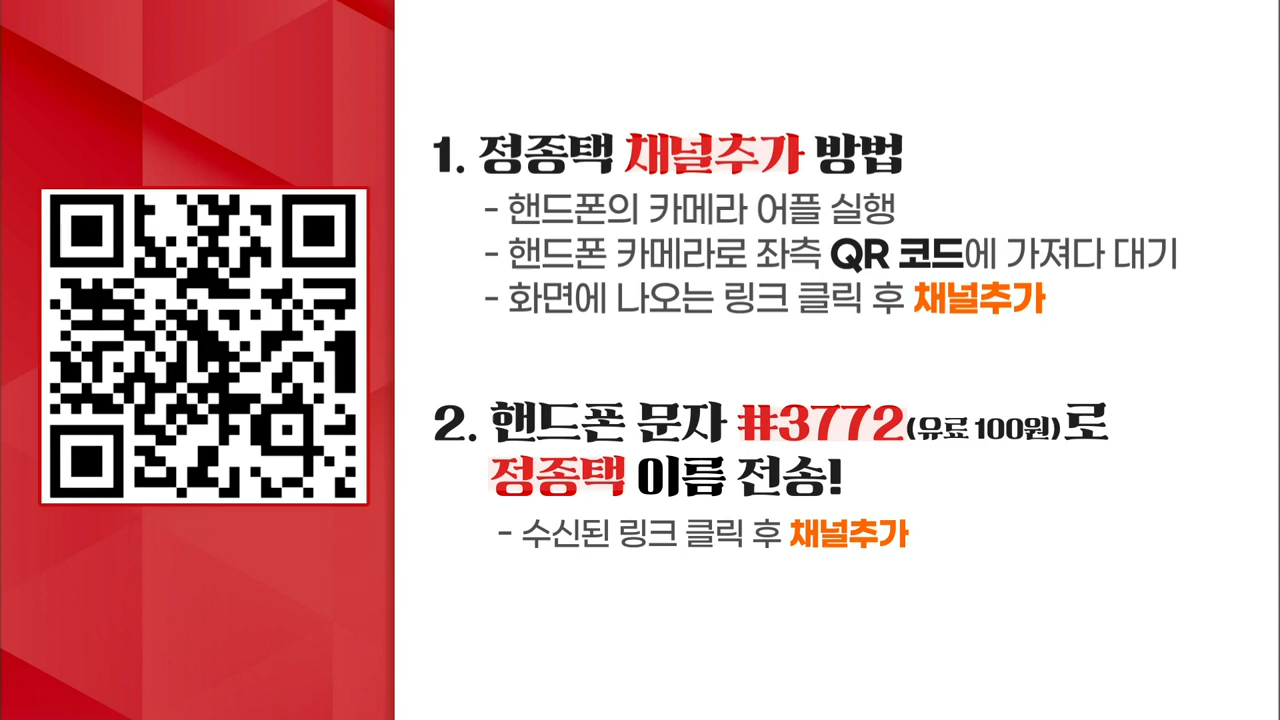 1. 정종택 채널추가 방법
- 핸드폰의 카메라 어플 실행
- 핸드폰 카메라로 좌측 QR 코드에 가져다 대기
- 화면에 나오는 링크 클릭 후 채널추가
2. 핸드폰 문자 #3772(유료 100원)로
정종택 이름 전송!
- 수신된 링크 클릭 후 채널추가